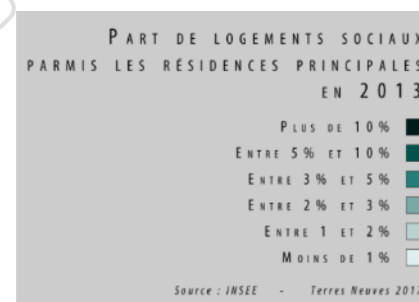 PART DE LOGEMENTS SOCIAUX
PARMIS LES RÉSIDENCES PRINCIPALES
EN 2013
PLUS DE 10%
ENTRE 5% ET 10%
ENTRE 3% ET 5%
ENTRE 2% ET 3%
ENTRE 1 ET 2%
MOINS DE 1%
Source : INSEE - Terres Neuves 2017